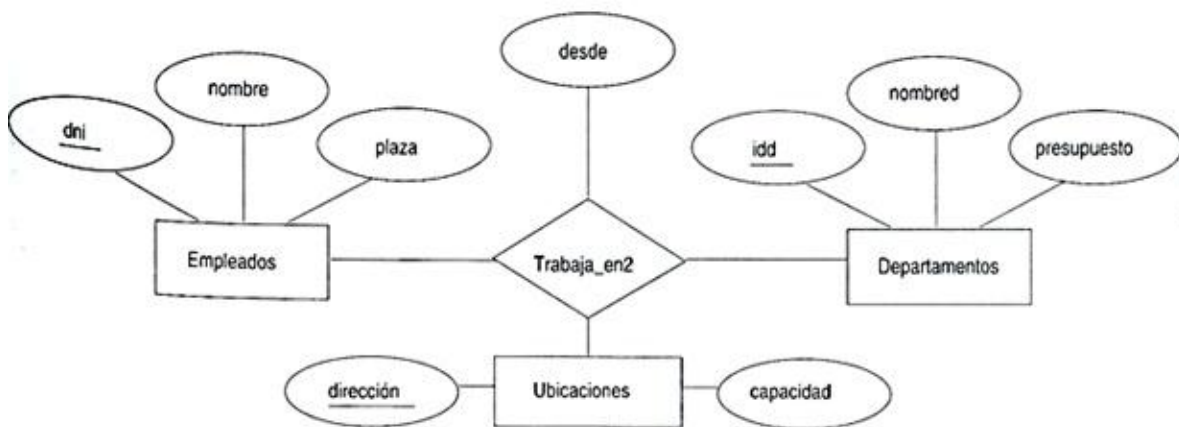 desde
nombre
nombred
dni
plaza
idd
presupuesto
Empleados
Trabaja_en2
Departamentos
dirección
Ubicaciones
capacidad